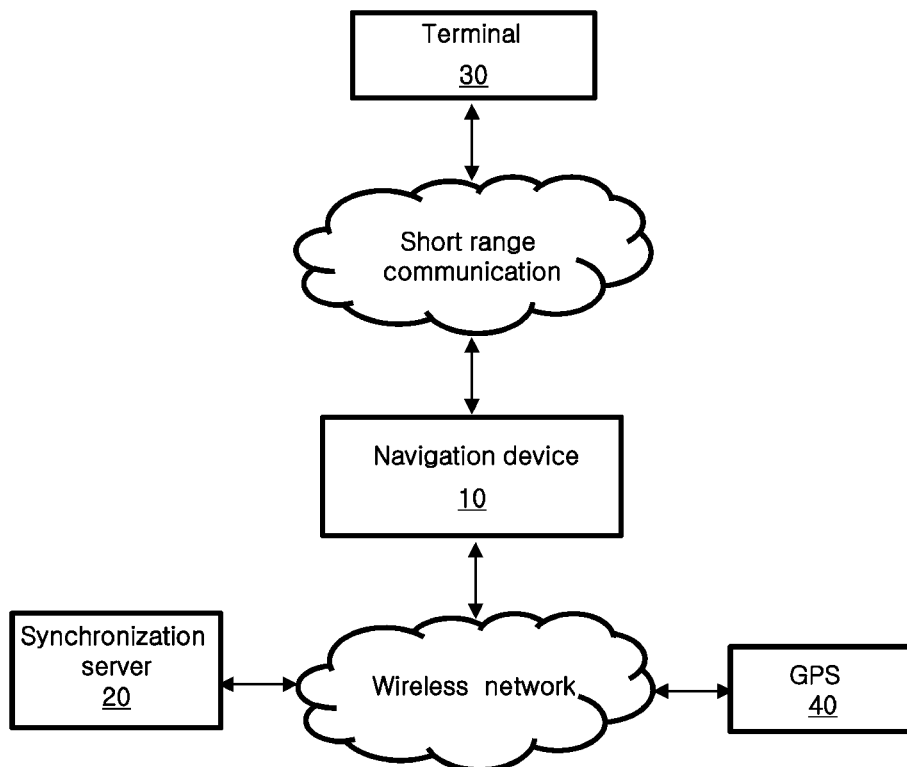 Terminal
30
Short range
communication
Navigation device
10
Synchronization
server
20
Wireless network
GPS
40